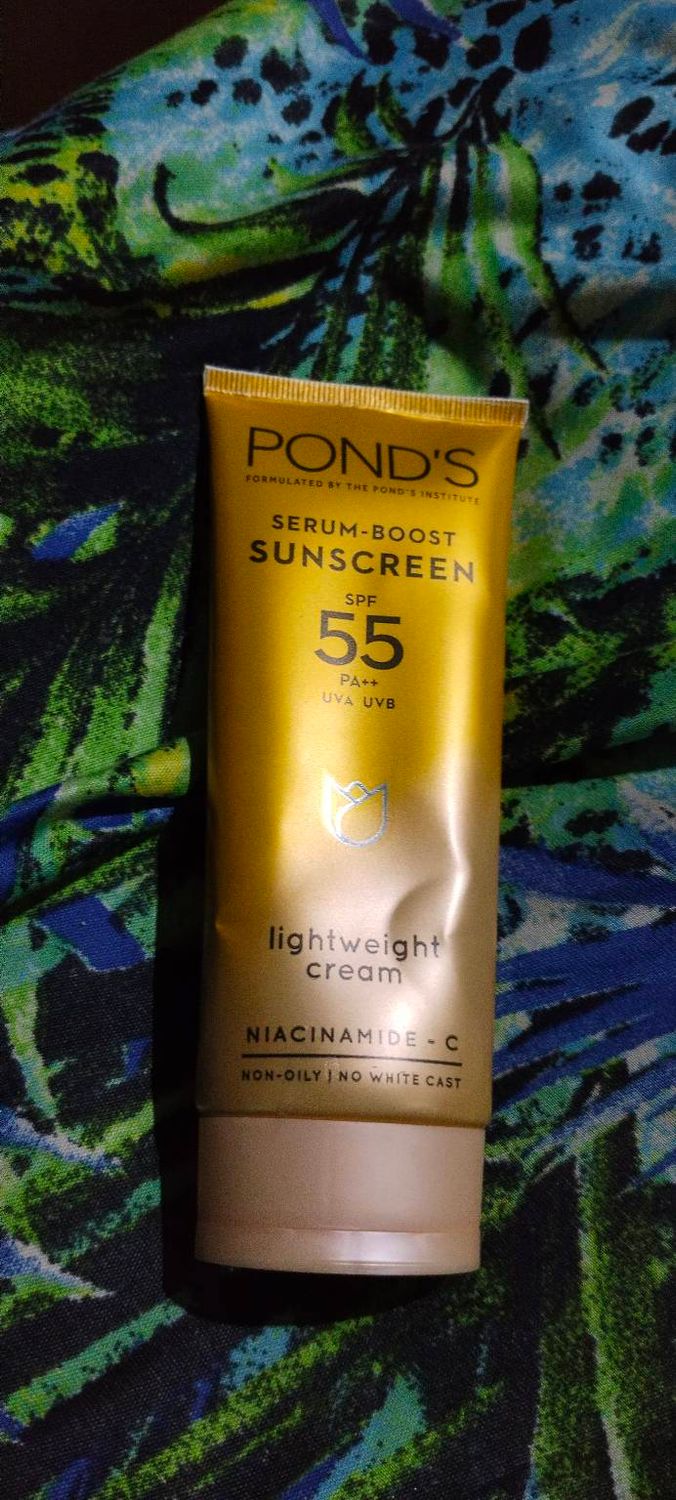 POND'S
FORMULATED BY THE POND'S INSTITUTE
SERUM-BOOST
SUNSCREEN
SPF
55
PA++
UVA UVB
lightweight
cream
NIACINAMIDE - C
NON-OILY | NO WHITE CAST